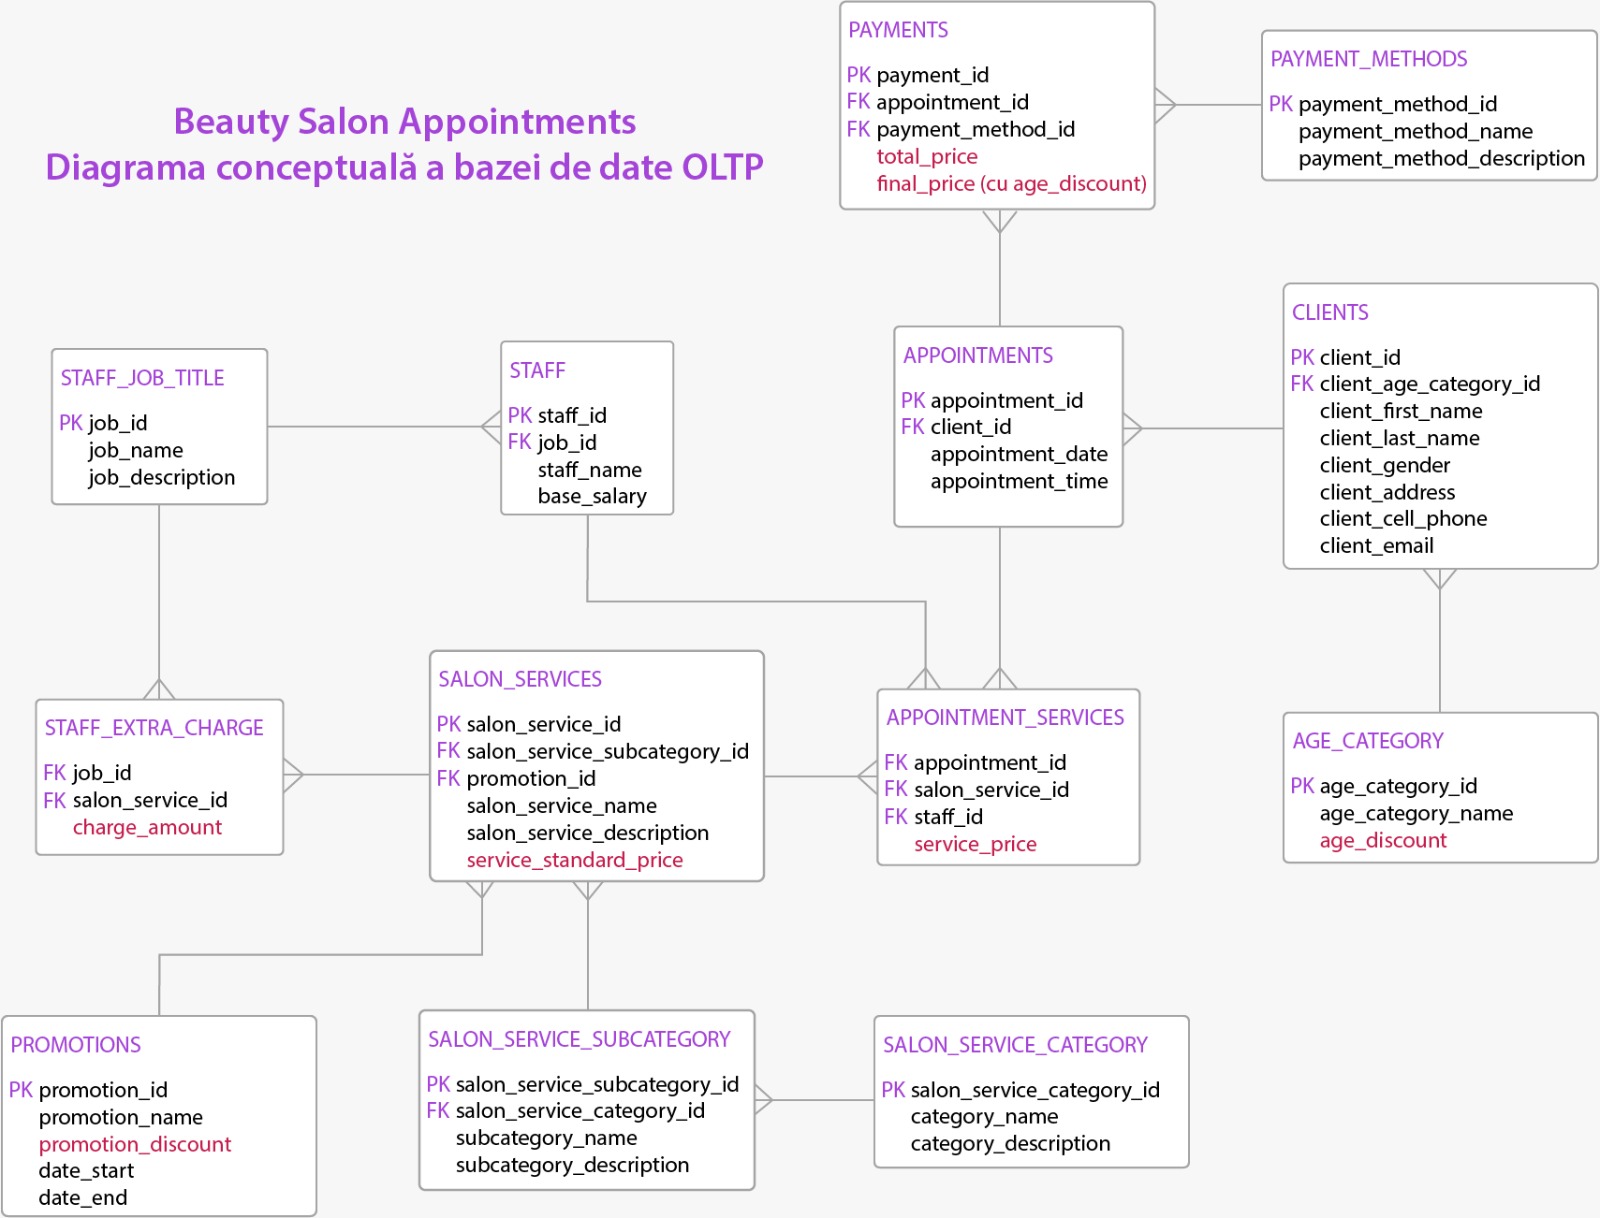 Beauty Salon Appointments
Diagrama conceptuală a bazei de date OLTP
PAYMENTS
PK payment_id
FK appointment_id
FK payment_method_id
total_price
final_price (cu age_discount)
PAYMENT_METHODS
PK payment_method_id
payment_method_name
payment_method_description
STAFF_JOB_TITLE
PK job_id
job_name
job_description
STAFF
PK staff_id
FK job_id
staff_name
base_salary
APPOINTMENTS
PK appointment_id
FK client_id
appointment_date
appointment_time
CLIENTS
PK client_id
FK client_age_category_id
client_first_name
client_last_name
client_gender
client_address
client_cell_phone
client_email
STAFF_EXTRA_CHARGE
FK job_id
FK salon_service_id
charge_amount
SALON_SERVICES
PK salon_service_id
FK salon_service_subcategory_id
FK promotion_id
salon_service_name
salon_service_description
service_standard_price
APPOINTMENT_SERVICES
FK appointment_id
FK salon_service_id
FK staff_id
service_price
AGE_CATEGORY
PK age_category_id
age_category_name
age_discount
PROMOTIONS
PK promotion_id
promotion_name
promotion_discount
date_start
date_end
SALON_SERVICE_SUBCATEGORY
PK salon_service_subcategory_id
FK salon_service_category_id
subcategory_name
subcategory_description
SALON_SERVICE_CATEGORY
PK salon_service_category_id
category_name
category_description